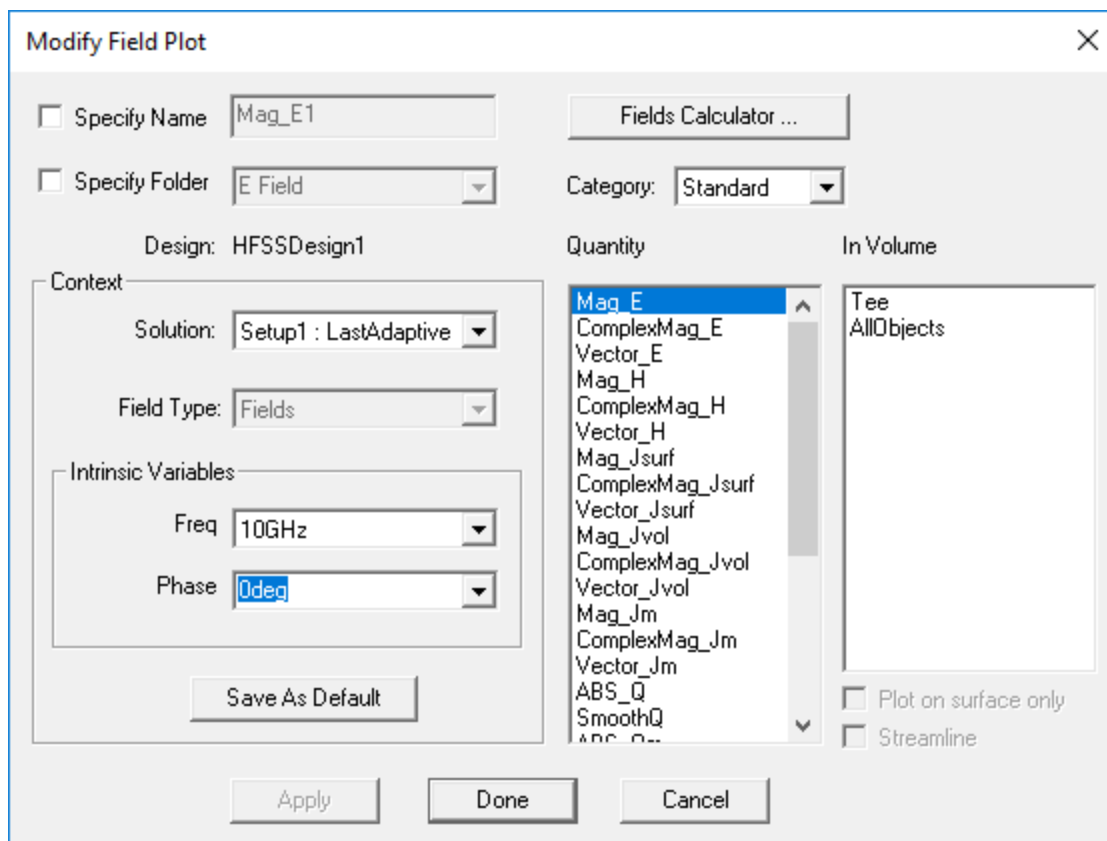 Modify Field Plot
Specify Name
Mag_E1
Fields Calculator ...
Specify Folder
E Field
Category:
Standard
Design:
HFSSDesign1
Quantity
In Volume
Context
Solution:
Setup1 : LastAdaptive
Field Type:
Fields
Intrinsic Variables
Freq
10GHz
Phase
0deg
Save As Default
Mag_E
ComplexMag_E
Vector_E
Mag_H
ComplexMag_H
Vector_H
Mag_Jsurf
ComplexMag_Jsurf
Vector_Jsurf
Mag_Jvol
ComplexMag_Jvol
Vector_Jvol
Mag_Jm
ComplexMag_Jm
Vector_Jm
ABS_Q
SmoothQ
Tee
AllObjects
Plot on surface only
Streamline
Apply
Done
Cancel